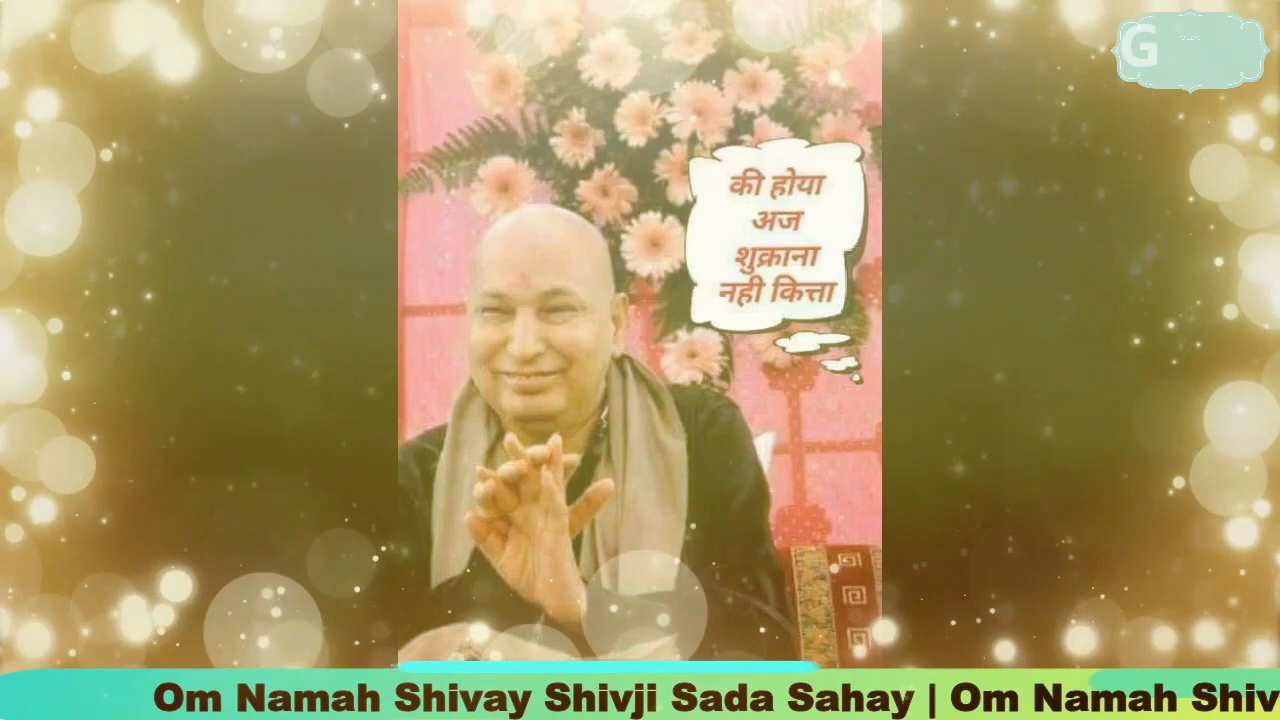 G
की होया
अज
शुक्राना
नही कित्ता
Om Namah Shivay Shivji Sada Sahay | Om Namah Shiv